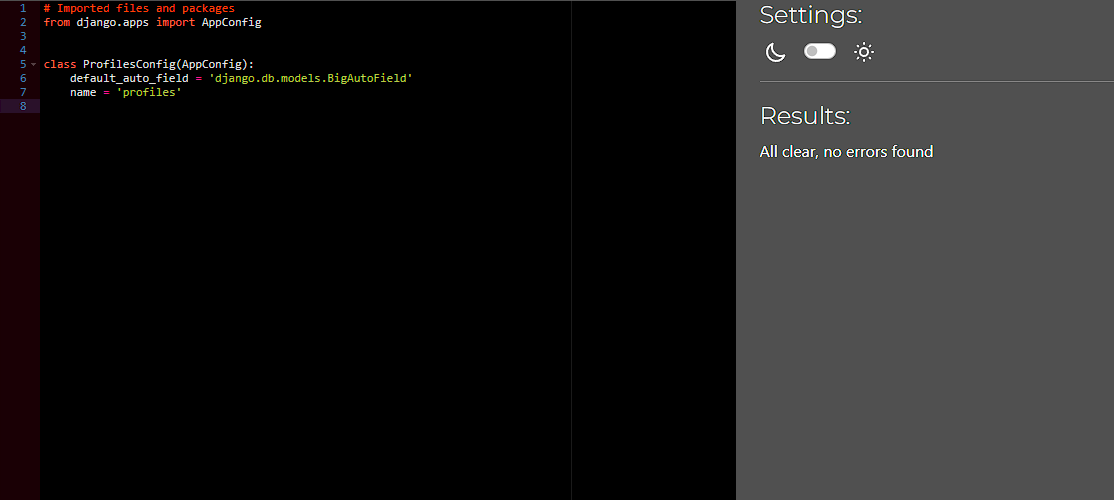 1 # Imported files and packages
2 from django.apps import AppConfig
3
4
5 class ProfilesConfig(AppConfig):
6     default_auto_field = 'django.db.models.BigAutoField'
7     name = 'profiles'
8
Settings:
Results:
All clear, no errors found